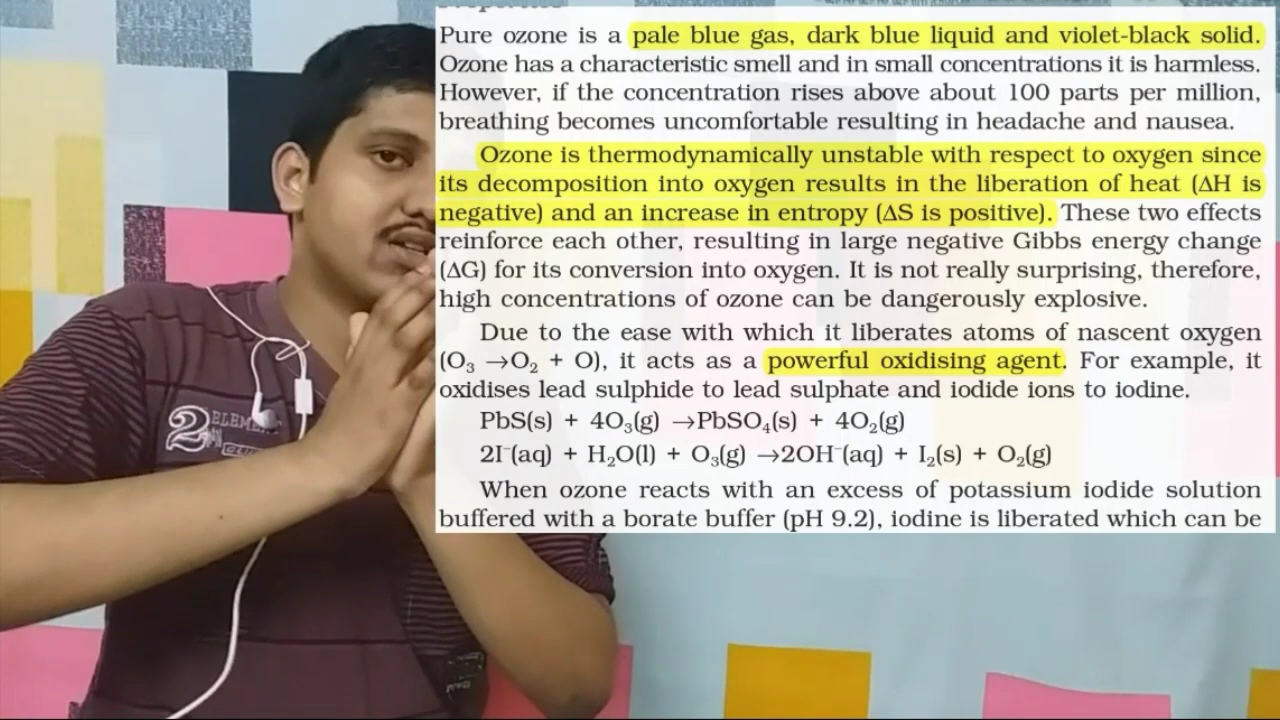 Properties
Pure ozone is a pale blue gas, dark blue liquid and violet-black solid.
Ozone has a characteristic smell and in small concentrations it is harmless.
However, if the concentration rises above about 100 parts per million,
breathing becomes uncomfortable resulting in headache and nausea.
Ozone is thermodynamically unstable with respect to oxygen since
its decomposition into oxygen results in the liberation of heat (ΔH is
negative) and an increase in entropy (ΔS is positive). These two effects
reinforce each other, resulting in large negative Gibbs energy change
(ΔG) for its conversion into oxygen. It is not really surprising, therefore,
high concentrations of ozone can be dangerously explosive.
Due to the ease with which it liberates atoms of nascent oxygen
(O₃ →O₂ + O), it acts as a powerful oxidising agent. For example, it
oxidises lead sulphide to lead sulphate and iodide ions to iodine.
PbS(s) + 4O₃(g) →PbSO₄(s) + 4O₂(g)
2I⁻(aq) + H₂O(l) + O₃(g) →2OH⁻(aq) + I₂(s) + O₂(g)
When ozone reacts with an excess of potassium iodide solution
buffered with a borate buffer (pH 9.2), iodine is liberated which can be
2 ELEMENT